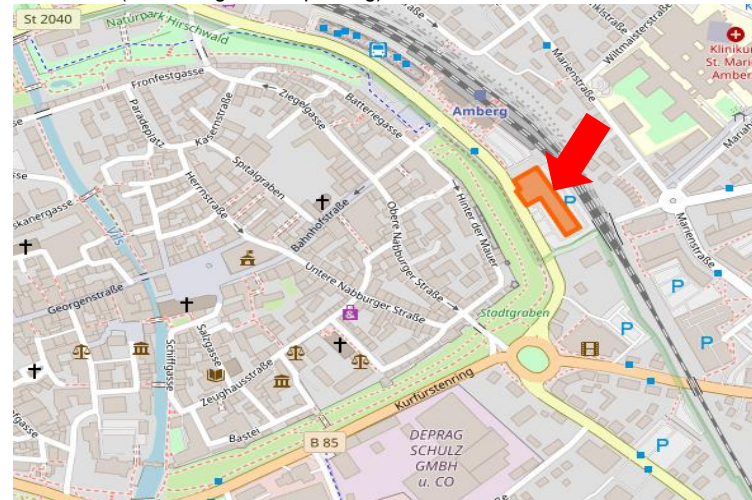 St 2040
Naturpark Hirschwald
Fronfestgasse
Paradeplatz
Kasernstraße
Ziegelgasse
Batteriegasse
Amberg
Marienstraße
Wiltmaisterstraße
Klinikum
St. Marien
Amberg
Spitalgraben
Herrnstraße
Bahnhofstraße
Obere Nabburger Straße
Hinter der Mauer
Untere Nabburger Straße
Vils
Georgenstraße
Schiffgasse
Salzgasse
Zeughausstraße
Bastei
Stadtgraben
Kurfürstenring
B 85
DEPRAG
SCHULZ
GMBH
u. CO
Marienstraße
P
P
P
P
P